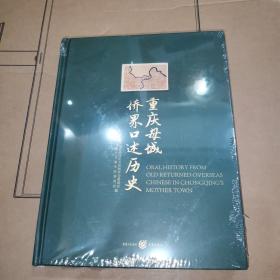 重庆母城
侨界口述历史
ORAL HISTORY FROM
OLD RETURNED OVERSEAS
CHINESE IN CHONGQING'S
MOTHER TOWN